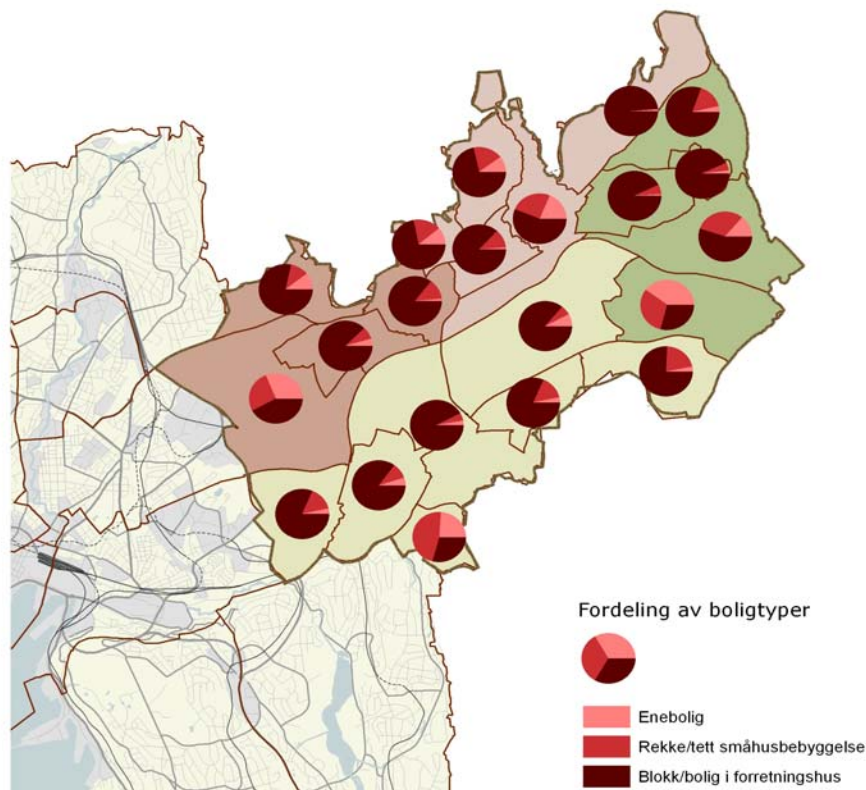 Fordeling av boligtyper
Enebolig
Rekke/tett småhusbebyggelse
Blokk/bolig i forretningshus